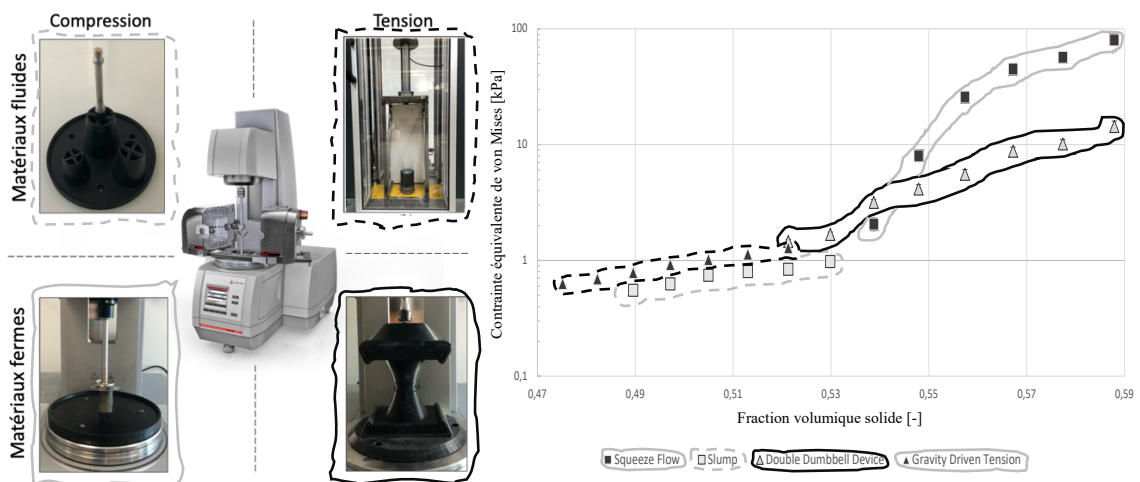 Compression
Tension
Matériaux fluides
Matériaux fermes
Contrainte équivalente de von Mises [kPa]
100
10
1
0,1
0,47
0,49
0,51
0,53
0,55
0,57
0,59
Fraction volumique solide [-]
Squeeze Flow
Slump
Double Dumbbell Device
Gravity Driven Tension